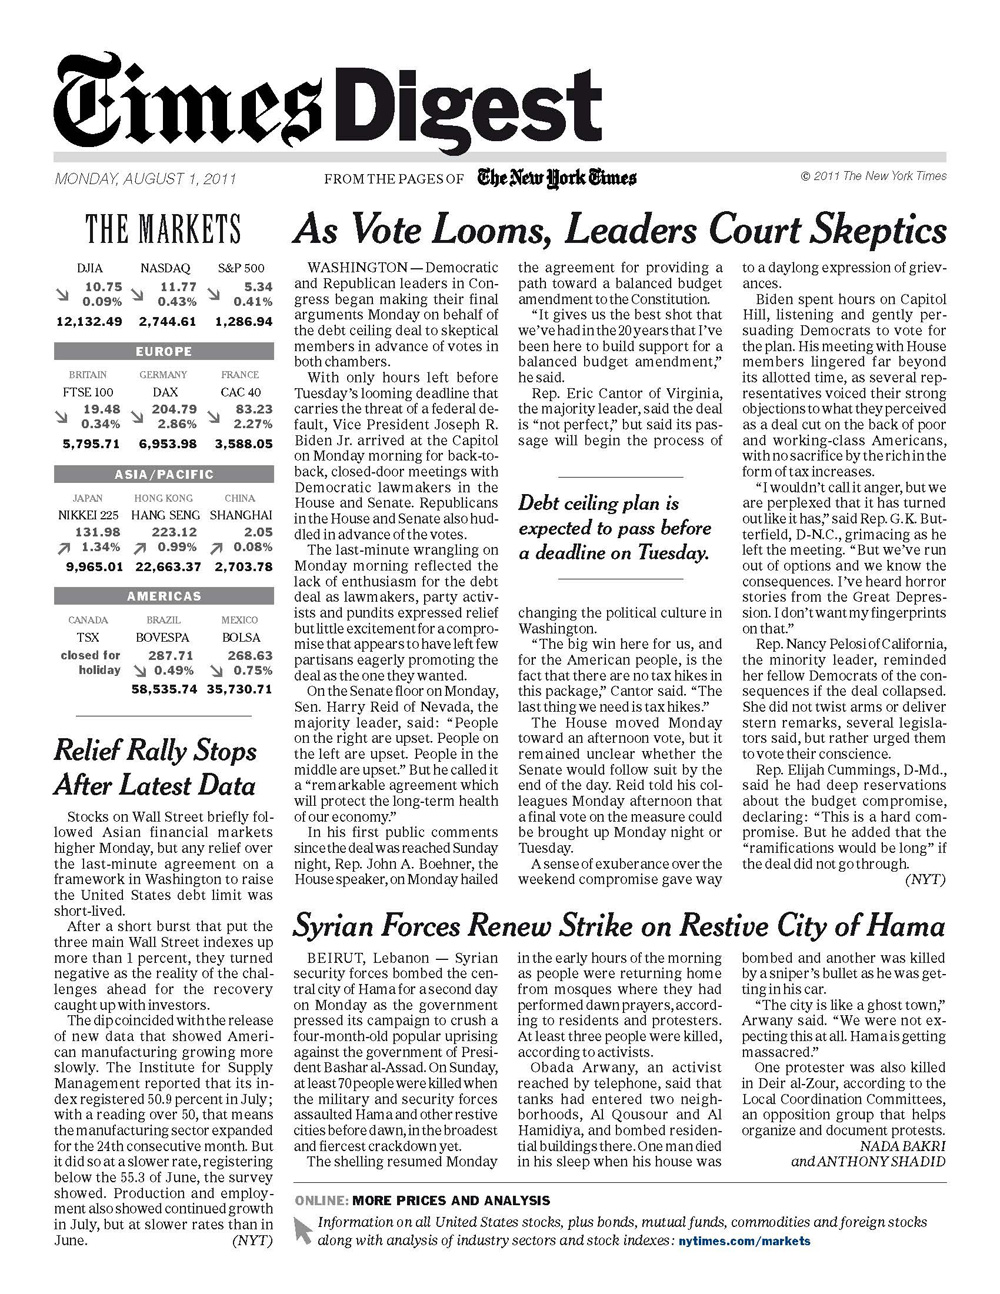 Times Digest
MONDAY, AUGUST 1, 2011
FROM THE PAGES OF The New York Times
© 2011 The New York Times
THE MARKETS
DJIA NASDAQ S&P 500
10.75 11.77 5.34
0.09% 0.43% 0.41%
12,132.49 2,744.61 1,286.94
EUROPE
BRITAIN GERMANY FRANCE
FTSE 100 DAX CAC 40
19.48 204.79 83.23
0.34% 2.86% 2.27%
5,795.71 6,953.98 3,588.05
ASIA/PACIFIC
JAPAN HONG KONG CHINA
NIKKEI 225 HANG SENG SHANGHAI
131.98 223.12 2.05
1.34% 0.99% 0.08%
9,965.01 22,663.37 2,703.78
AMERICAS
CANADA BRAZIL MEXICO
TSX BOVESPA BOLSA
closed for 287.71 268.63
holiday 0.49% 0.75%
58,535.74 35,730.71
Relief Rally Stops
After Latest Data
Stocks on Wall Street briefly fol-
lowed Asian financial markets
higher Monday, but any relief over
the last-minute agreement on a
framework in Washington to raise
the United States debt limit was
short-lived.
After a short burst that put the
three main Wall Street indexes up
more than 1 percent, they turned
negative as the reality of the chal-
lenges ahead for the recovery
caught up with investors.
The dip coincided with the release
of new data that showed Ameri-
can manufacturing growing more
slowly. The Institute for Supply
Management reported that its in-
dex registered 50.9 percent in July;
with a reading over 50, that means
the manufacturing sector expanded
for the 24th consecutive month. But
it did so at a slower rate, registering
below the 55.3 of June, the survey
showed. Production and employ-
ment also showed continued growth
in July, but at slower rates than in
June. (NYT)
As Vote Looms, Leaders Court Skeptics
WASHINGTON — Democratic
and Republican leaders in Con-
gress began making their final
arguments Monday on behalf of
the debt ceiling deal to skeptical
members in advance of votes in
both chambers.
With only hours left before
Tuesday's looming deadline that
carries the threat of a federal de-
fault, Vice President Joseph R.
Biden Jr. arrived at the Capitol
on Monday morning for back-to-
back, closed-door meetings with
Democratic lawmakers in the
House and Senate. Republicans
in the House and Senate also hud-
dled in advance of the votes.
The last-minute wrangling on
Monday morning reflected the
lack of enthusiasm for the debt
deal as lawmakers, party activ-
ists and pundits expressed relief
but little excitement for a compro-
mise that appears to have left few
partisans eagerly promoting the
deal as the one they wanted.
On the Senate floor on Monday,
Sen. Harry Reid of Nevada, the
majority leader, said: “People
on the right are upset. People on
the left are upset. People in the
middle are upset.” But he called it
a “remarkable agreement which
will protect the long-term health
of our economy.”
In his first public comments
since the deal was reached Sunday
night, Rep. John A. Boehner, the
House speaker, on Monday hailed
the agreement for providing a
path toward a balanced budget
amendment to the Constitution.
“It gives us the best shot that
we've had in the 20 years that I've
been here to build support for a
balanced budget amendment,”
he said.
Rep. Eric Cantor of Virginia,
the majority leader, said the deal
is “not perfect,” but said its pas-
sage will begin the process of
Debt ceiling plan is
expected to pass before
a deadline on Tuesday.
changing the political culture in
Washington.
“The big win here for us, and
for the American people, is the
fact that there are no tax hikes in
this package,” Cantor said. “The
last thing we need is tax hikes.”
The House moved Monday
toward an afternoon vote, but it
remained unclear whether the
Senate would follow suit by the
end of the day. Reid told his col-
leagues Monday afternoon that
a final vote on the measure could
be brought up Monday night or
Tuesday.
A sense of exuberance over the
weekend compromise gave way
to a daylong expression of griev-
ances.
Biden spent hours on Capitol
Hill, listening and gently per-
suading Democrats to vote for
the plan. His meeting with House
members lingered far beyond
its allotted time, as several rep-
resentatives voiced their strong
objections to what they perceived
as a deal cut on the back of poor
and working-class Americans,
with no sacrifice by the rich in the
form of tax increases.
“I wouldn't call it anger, but we
are perplexed that it has turned
out like it has,” said Rep. G.K. But-
terfield, D-N.C., grimacing as he
left the meeting. “But we've run
out of options and we know the
consequences. I've heard horror
stories from the Great Depres-
sion. I don't want my fingerprints
on that.”
Rep. Nancy Pelosi of California,
the minority leader, reminded
her fellow Democrats of the con-
sequences if the deal collapsed.
She did not twist arms or deliver
stern remarks, several legisla-
tors said, but rather urged them
to vote their conscience.
Rep. Elijah Cummings, D-Md.,
said he had deep reservations
about the budget compromise,
declaring: “This is a hard com-
promise. But he added that the
“ramifications would be long” if
the deal did not go through.
(NYT)
Syrian Forces Renew Strike on Restive City of Hama
BEIRUT, Lebanon — Syrian
security forces bombed the cen-
tral city of Hama for a second day
on Monday as the government
pressed its campaign to crush a
four-month-old popular uprising
against the government of Presi-
dent Bashar al-Assad. On Sunday,
at least 70 people were killed when
the military and security forces
assaulted Hama and other restive
cities before dawn, in the broadest
and fiercest crackdown yet.
The shelling resumed Monday
in the early hours of the morning
as people were returning home
from mosques where they had
performed dawn prayers, accord-
ing to residents and protesters.
At least three people were killed,
according to activists.
Obada Arwany, an activist
reached by telephone, said that
tanks had entered two neigh-
borhoods, Al Qousour and Al
Hamidiya, and bombed residen-
tial buildings there. One man died
in his sleep when his house was
bombed and another was killed
by a sniper's bullet as he was get-
ting in his car.
“The city is like a ghost town,”
Arwany said. “We were not ex-
pecting this at all. Hama is getting
massacred.”
One protester was also killed
in Deir al-Zour, according to the
Local Coordination Committees,
an opposition group that helps
organize and document protests.
NADA BAKRI
and ANTHONY SHADID
ONLINE: MORE PRICES AND ANALYSIS
Information on all United States stocks, plus bonds, mutual funds, commodities and foreign stocks
along with analysis of industry sectors and stock indexes: nytimes.com/markets